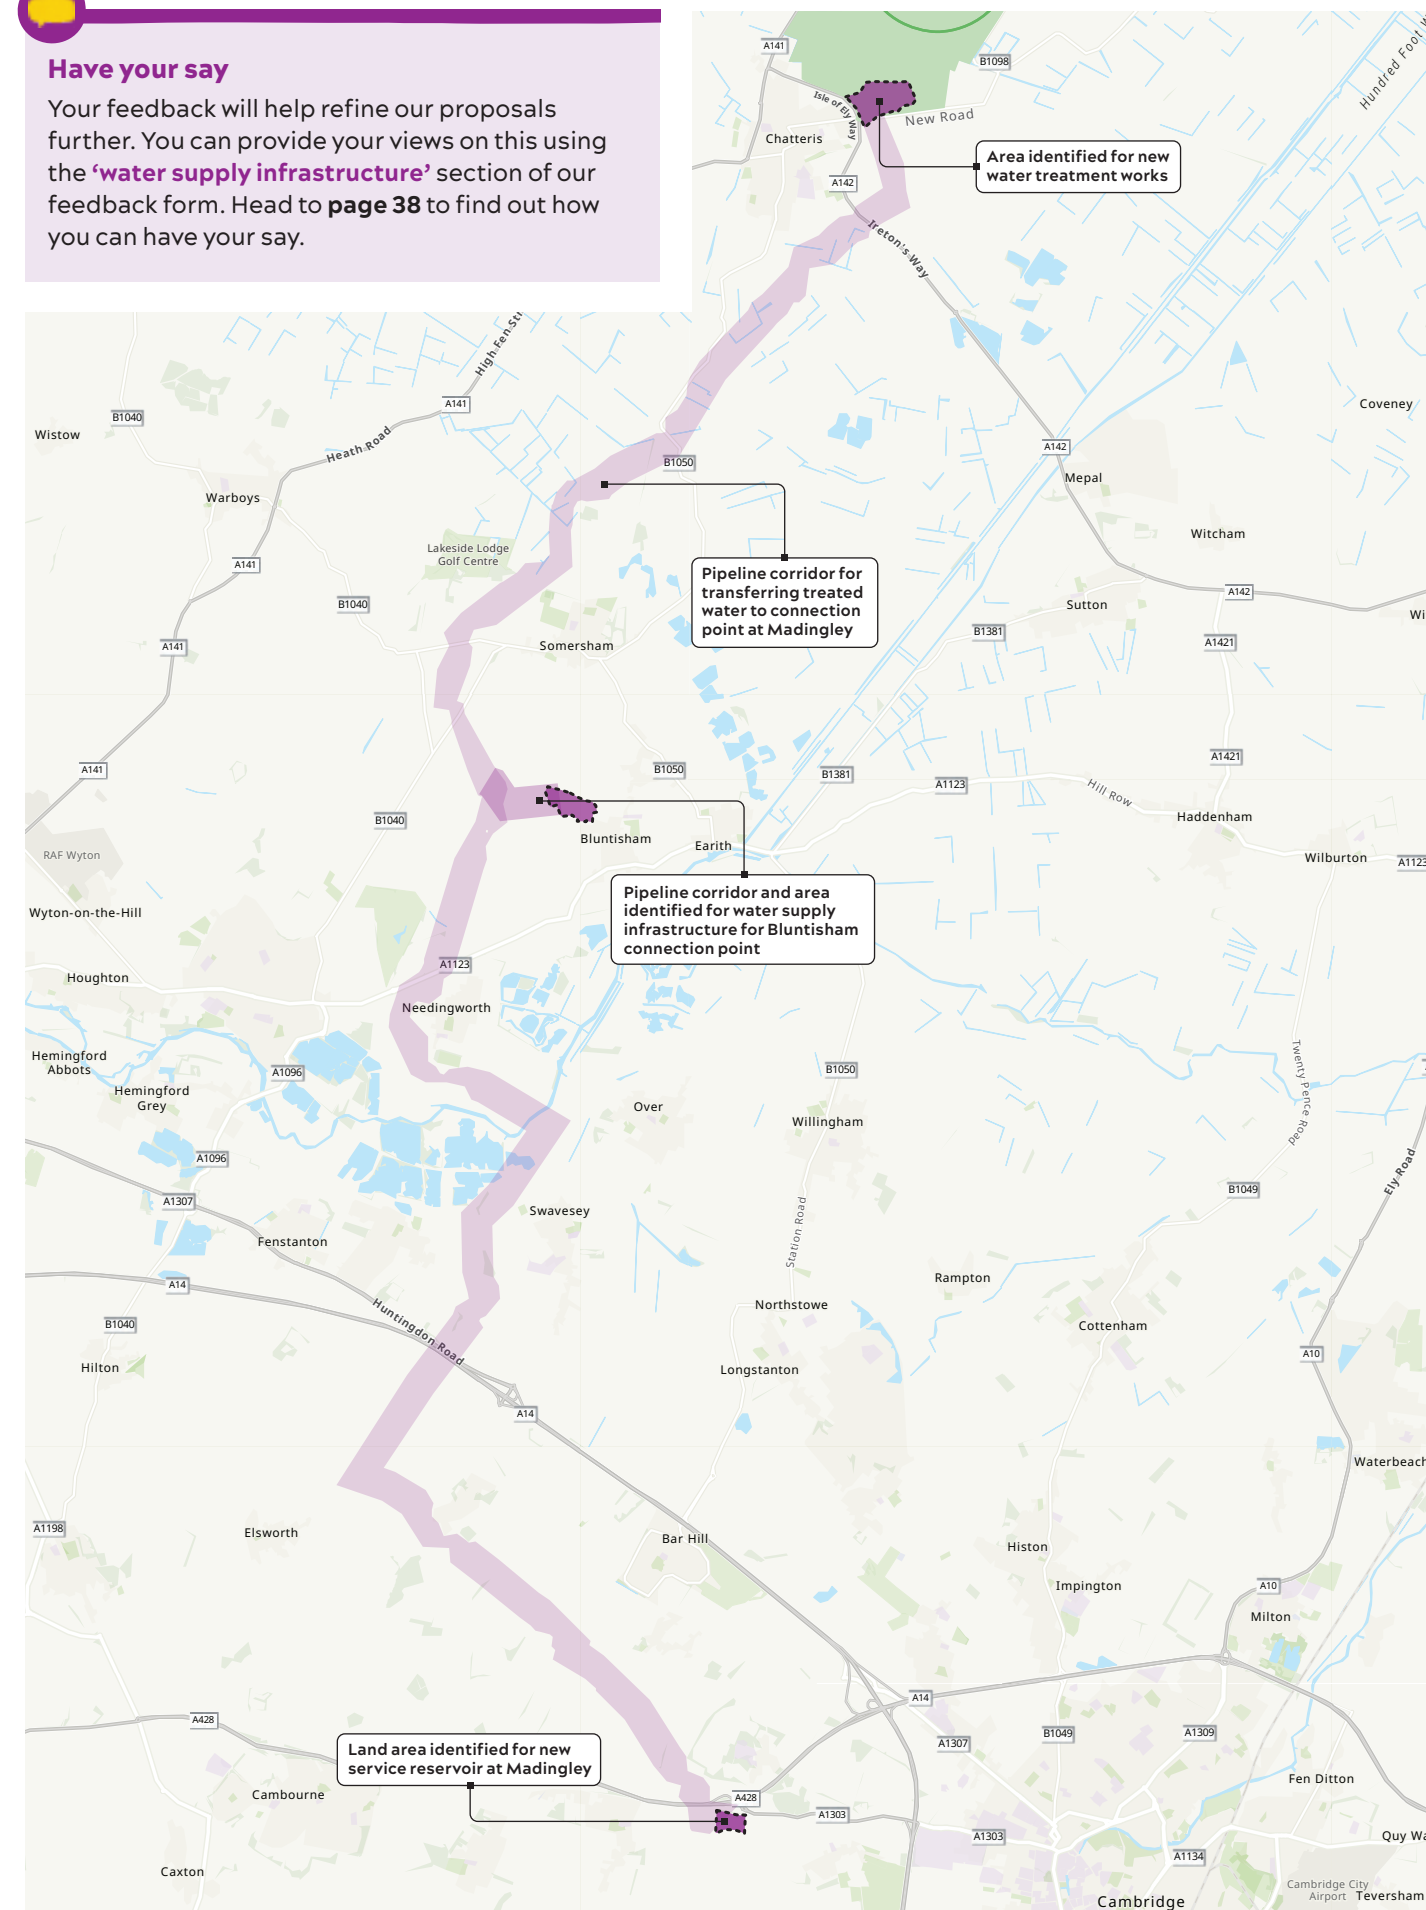 Have your say
Your feedback will help refine our proposals
further. You can provide your views on this using
the ‘water supply infrastructure’ section of our
feedback form. Head to page 38 to find out how
you can have your say.
A141
B1098
Hundred Foot
Isle of Ely Way
New Road
Chatteris
Area identified for new
water treatment works
A142
Ireton's Way
High Fen
A141
B1040
Wistow
Heath Road
Coveney
A142
B1050
Mepal
Warboys
Witcham
Lakeside Lodge
Golf Centre
A141
Pipeline corridor for
transferring treated
water to connection
point at Madingley
B1040
A142
Sutton
B1381
A1421
Somersham
A141
A1421
A141
B1050
B1381
A1123
Hill Row
B1040
Haddenham
Bluntisham
Earith
RAF Wyton
Wilburton
A1123
Pipeline corridor and area
identified for water supply
infrastructure for Bluntisham
connection point
Wyton-on-the-Hill
A1123
Houghton
Needingworth
Hemingford
Abbots
A1096
B1050
Twenty Pence Road
Hemingford
Grey
Over
Willingham
A1096
Ely Road
B1049
A1307
Swavesey
Station Road
Fenstanton
Rampton
A14
Northstowe
Huntingdon Road
B1040
Cottenham
A10
Hilton
Longstanton
A14
Waterbeach
A1198
Elsworth
Bar Hill
Histon
Impington
A10
Milton
A14
A428
A1307
B1049
A1309
Land area identified for new
service reservoir at Madingley
Fen Ditton
Cambourne
A428
A1303
A1303
Quy
A1134
Caxton
Cambridge City
Airport
Teversham
Cambridge